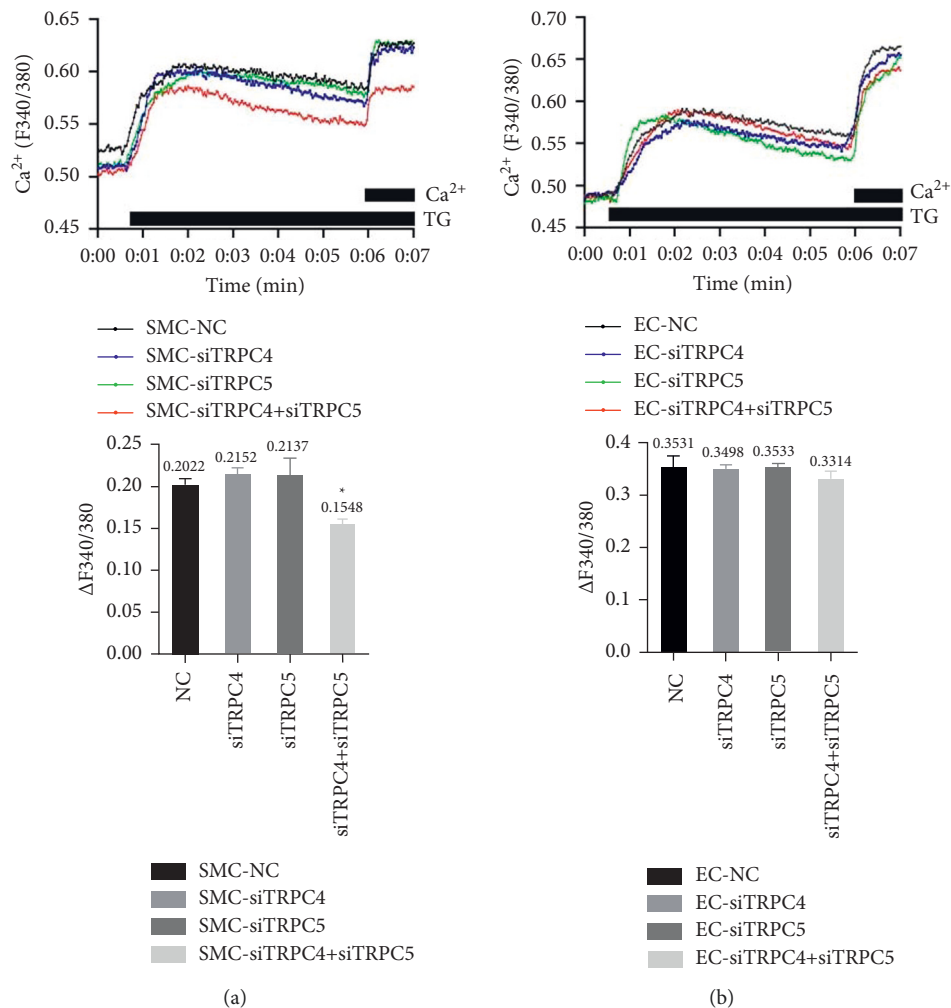 0.65
0.60
0.55
0.50
0.45
Ca2+ (F340/380)
Ca2+
TG
0:00 0:01 0:02 0:03 0:04 0:05 0:06 0:07
Time (min)
SMC-NC
SMC-siTRPC4
SMC-siTRPC5
SMC-siTRPC4+siTRPC5
0.25
0.20
0.15
0.10
0.05
0.00
ΔF340/380
0.2022
0.2152
0.2137
*
0.1548
NC
siTRPC4
siTRPC5
siTRPC4+siTRPC5
SMC-NC
SMC-siTRPC4
SMC-siTRPC5
SMC-siTRPC4+siTRPC5
(a)
0.70
0.65
0.60
0.55
0.50
0.45
Ca2+ (F340/380)
Ca2+
TG
0:00 0:01 0:02 0:03 0:04 0:05 0:06 0:07
Time (min)
EC-NC
EC-siTRPC4
EC-siTRPC5
EC-siTRPC4+siTRPC5
0.4
0.3
0.2
0.1
0.0
ΔF340/380
0.3531
0.3498
0.3533
0.3314
NC
siTRPC4
siTRPC5
siTRPC4+siTRPC5
EC-NC
EC-siTRPC4
EC-siTRPC5
EC-siTRPC4+siTRPC5
(b)